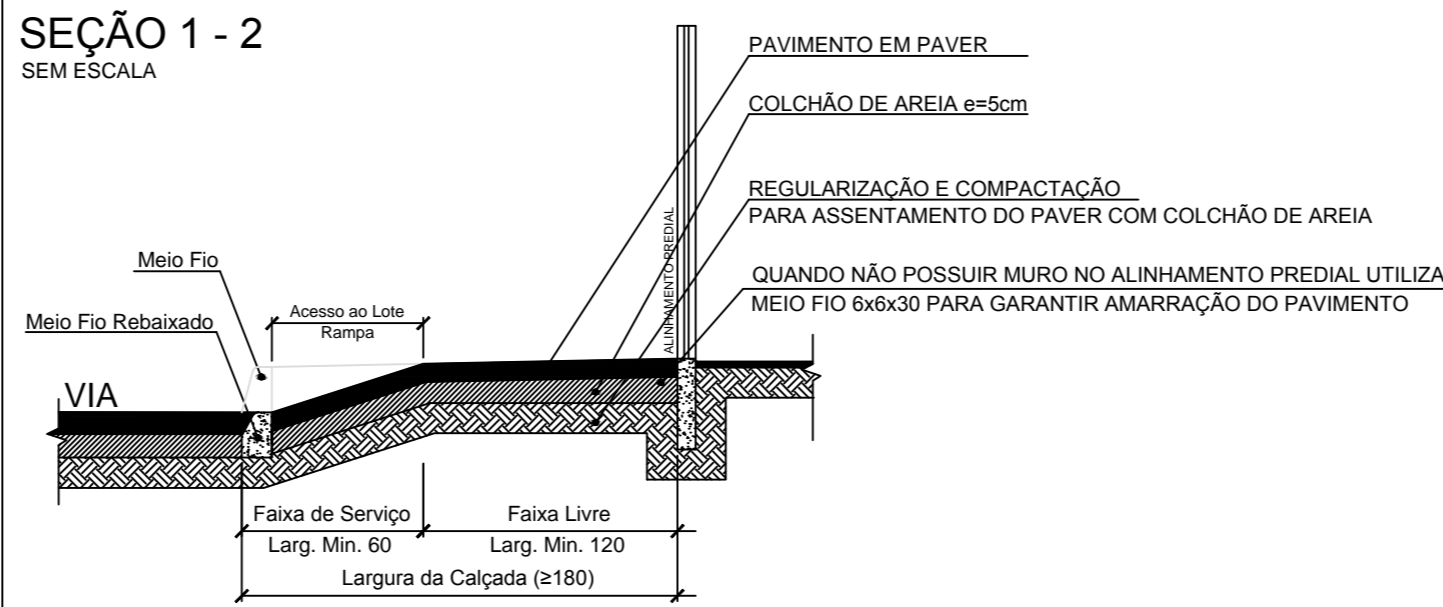 SEÇÃO 1 - 2
SEM ESCALA
PAVIMENTO EM PAVER
COLCHÃO DE AREIA e=5cm
REGULARIZAÇÃO E COMPACTAÇÃO
PARA ASSENTAMENTO DO PAVER COM COLCHÃO DE AREIA
QUANDO NÃO POSSUIR MURO NO ALINHAMENTO PREDIAL UTILIZA
MEIO FIO 6x6x30 PARA GARANTIR AMARRAÇÃO DO PAVIMENTO
ALINHAMENTO PREDIAL
Meio Fio
Meio Fio Rebaixado
Acesso ao Lote
Rampa
VIA
Faixa de Serviço
Larg. Min. 60
Faixa Livre
Larg. Min. 120
Largura da Calçada (≥180)